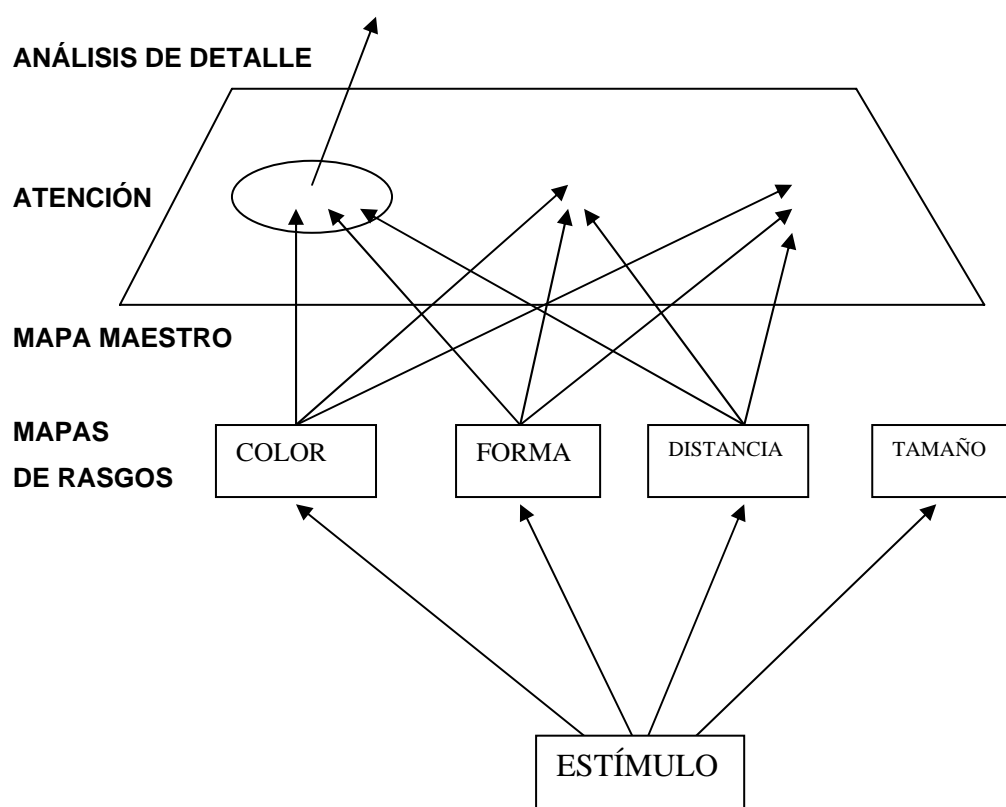 ANÁLISIS DE DETALLE
ATENCIÓN
MAPA MAESTRO
MAPAS
DE RASGOS
COLOR
FORMA
DISTANCIA
TAMAÑO
ESTÍMULO